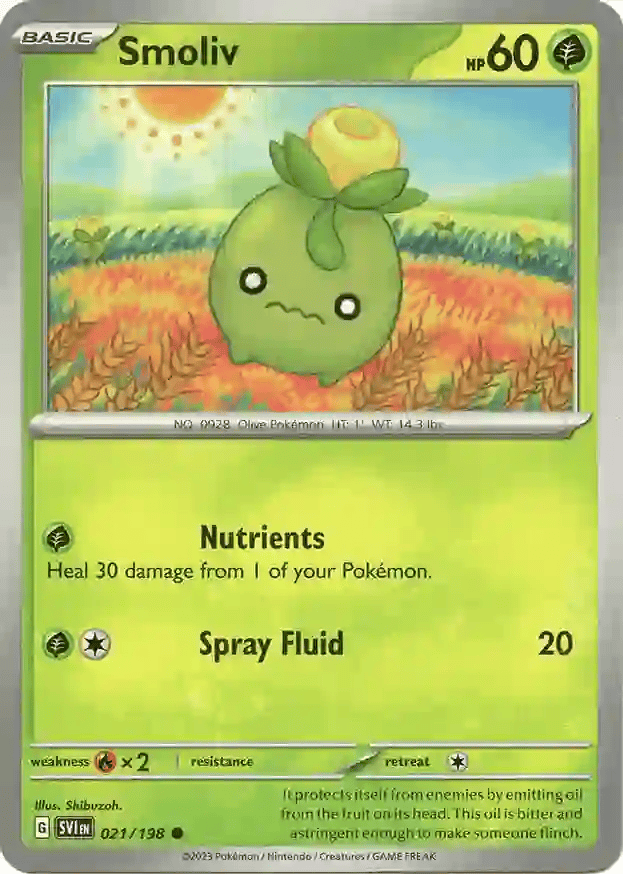 BASIC Smoliv HP60
NO. 0928 Olive Pokémon HT: 1' WT: 14.3 lbs
Nutrients
Heal 30 damage from 1 of your Pokémon.
Spray Fluid 20
weakness ×2 resistance retreat
Illus. Shibuzoh.
It protects itself from enemies by emitting oil
from the fruit on its head. This oil is bitter and
astringent enough to make someone flinch.
G SVI EN 021/198
©2023 Pokémon / Nintendo / Creatures / GAME FREAK